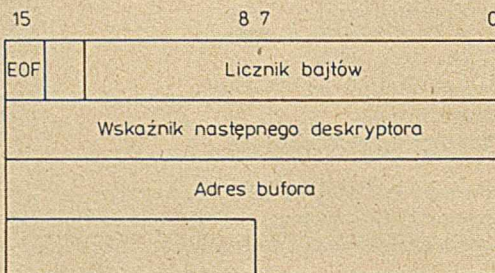 15 8 7 0
EOF Licznik bajtów
Wskaźnik następnego deskryptora
Adres bufora